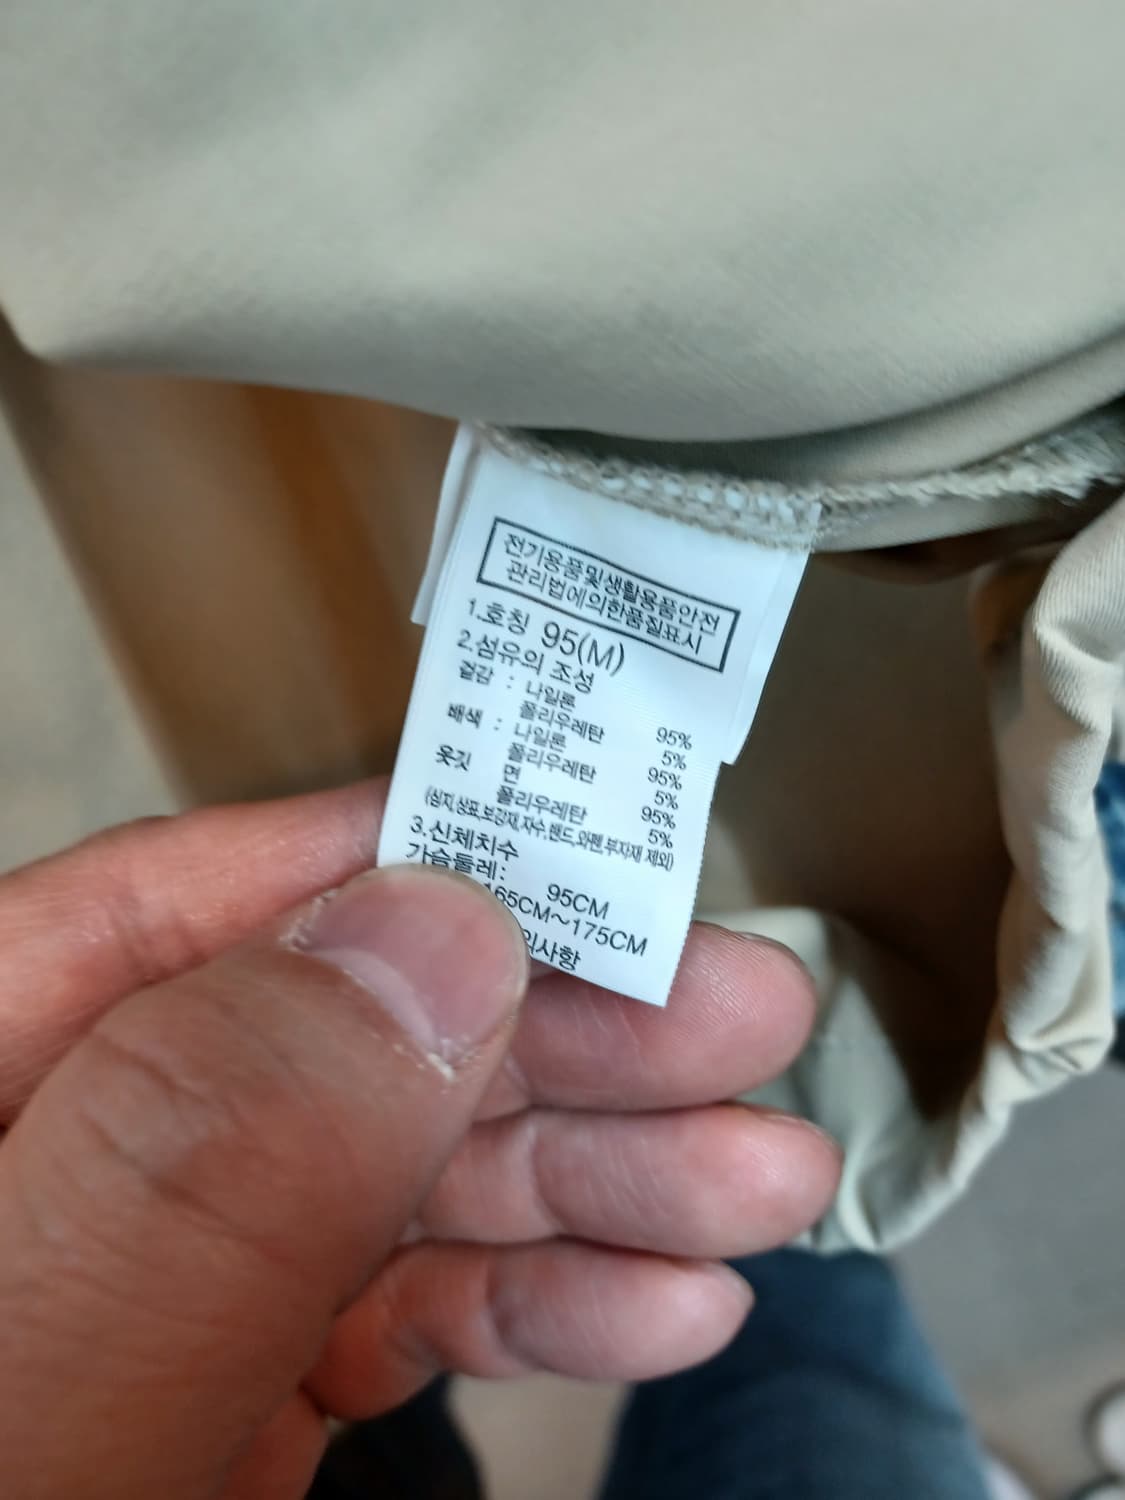 전기용품및생활용품안전
관리법에의한품질표시
1.호칭 95(M)
2.섬유의 조성
겉감 : 나일론 95%
폴리우레탄 5%
배색 : 나일론 95%
폴리우레탄 5%
옷깃 면 95%
폴리우레탄 5%
(심지,상표,보강재,자수,밴드,와펜,부자재 제외)
3.신체치수
가슴둘레: 95CM
165CM~175CM
의사항